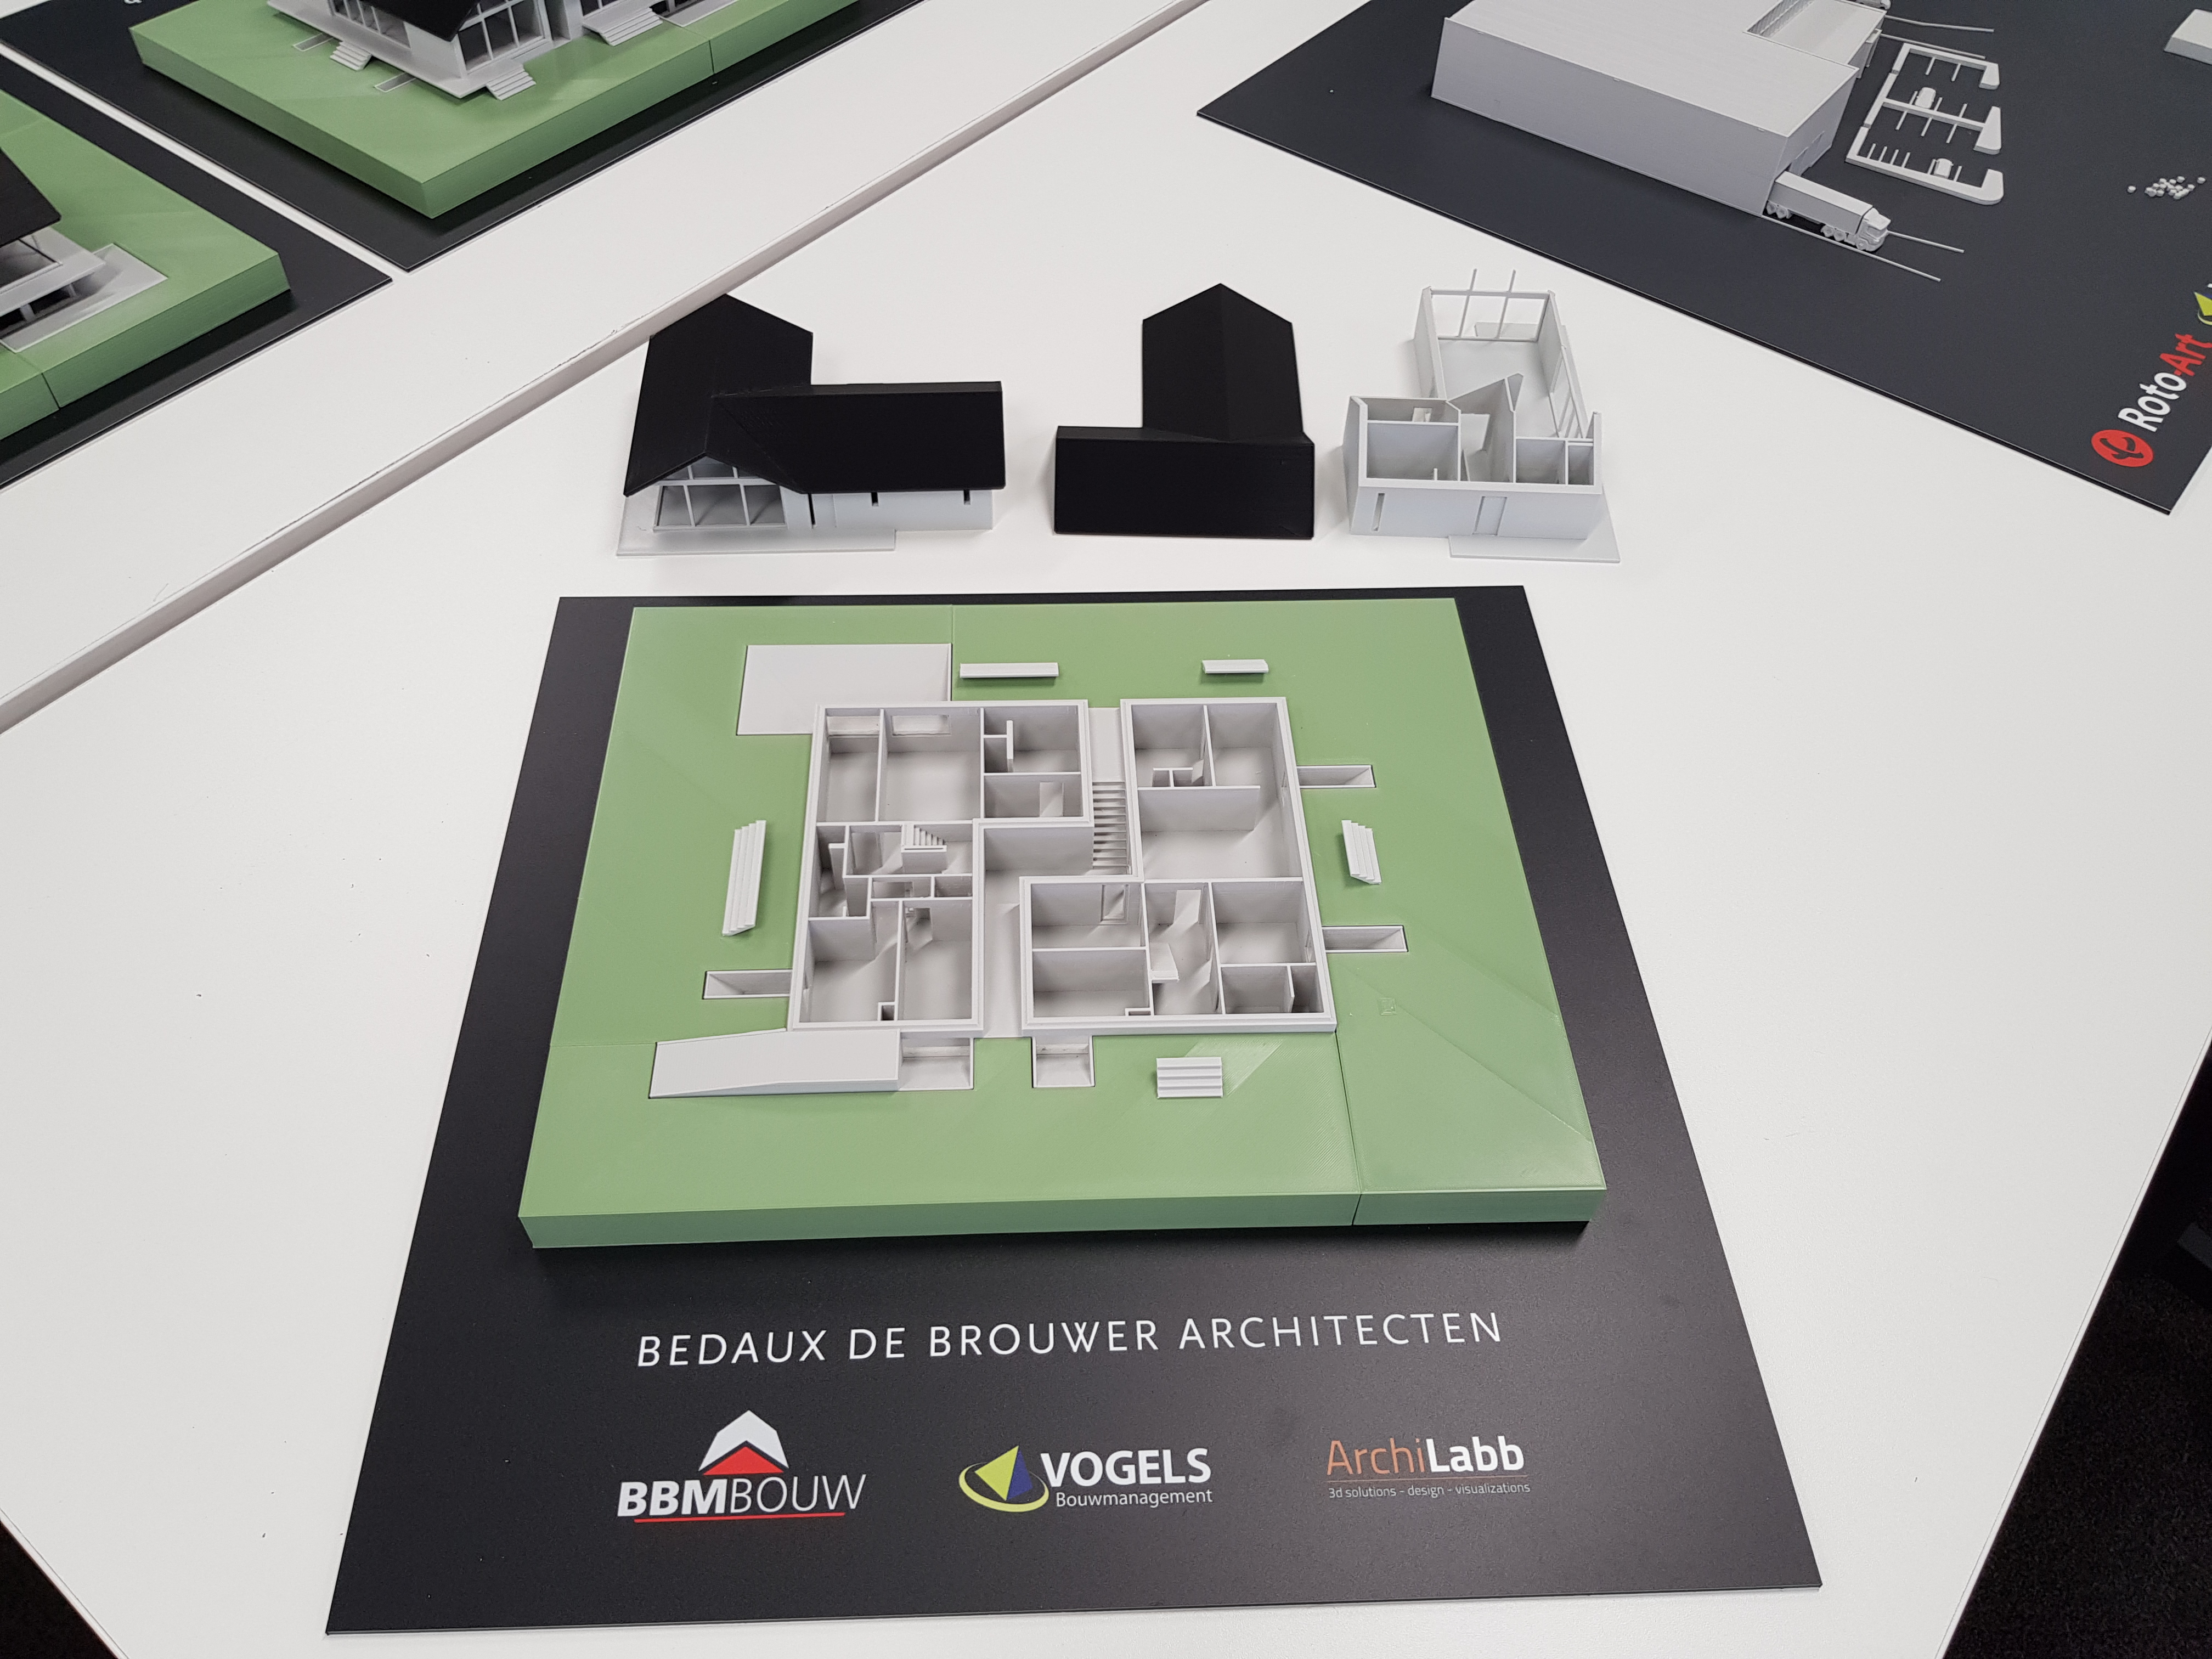 &
Roto-Art
BEDAUX DE BROUWER ARCHITECTEN
BBMBOUW
VOGELS
Bouwmanagement
ArchiLabb
3d solutions - design - visualizations